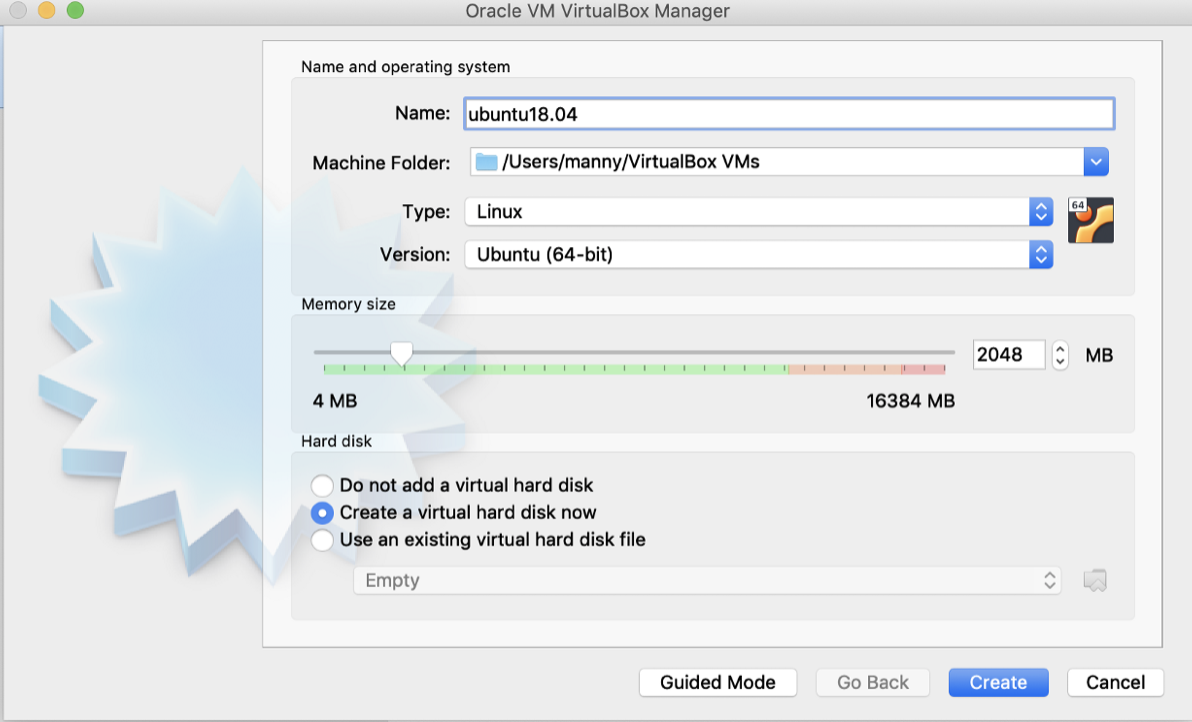 Oracle VM VirtualBox Manager
Name and operating system
Name: ubuntu18.04
Machine Folder: /Users/manny/VirtualBox VMs
Type: Linux
64
Version: Ubuntu (64-bit)
Memory size
2048 MB
4 MB 16384 MB
Hard disk
Do not add a virtual hard disk
Create a virtual hard disk now
Use an existing virtual hard disk file
Empty
Guided Mode Go Back Create Cancel